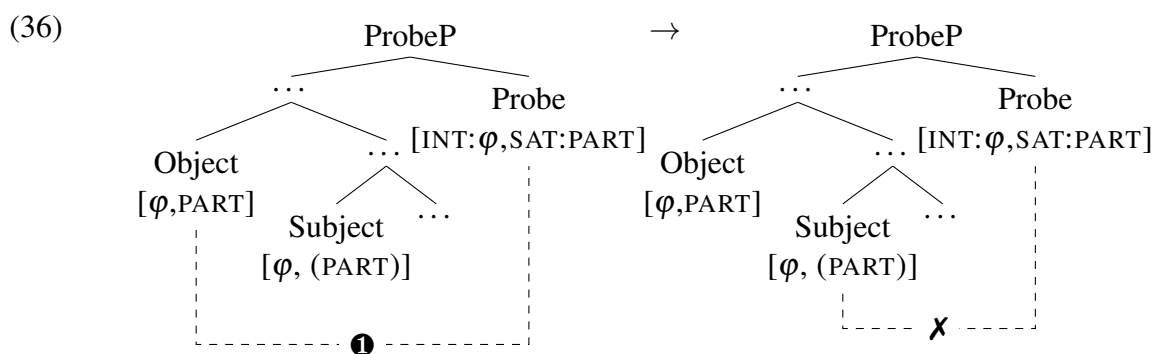 (36) ProbeP → ProbeP
... Probe ... Probe
[INT:φ,SAT:PART] [INT:φ,SAT:PART]
Object ... Object ...
[φ,PART] [φ,PART]
Subject ... Subject ...
[φ, (PART)] [φ, (PART)]
❶ ✗